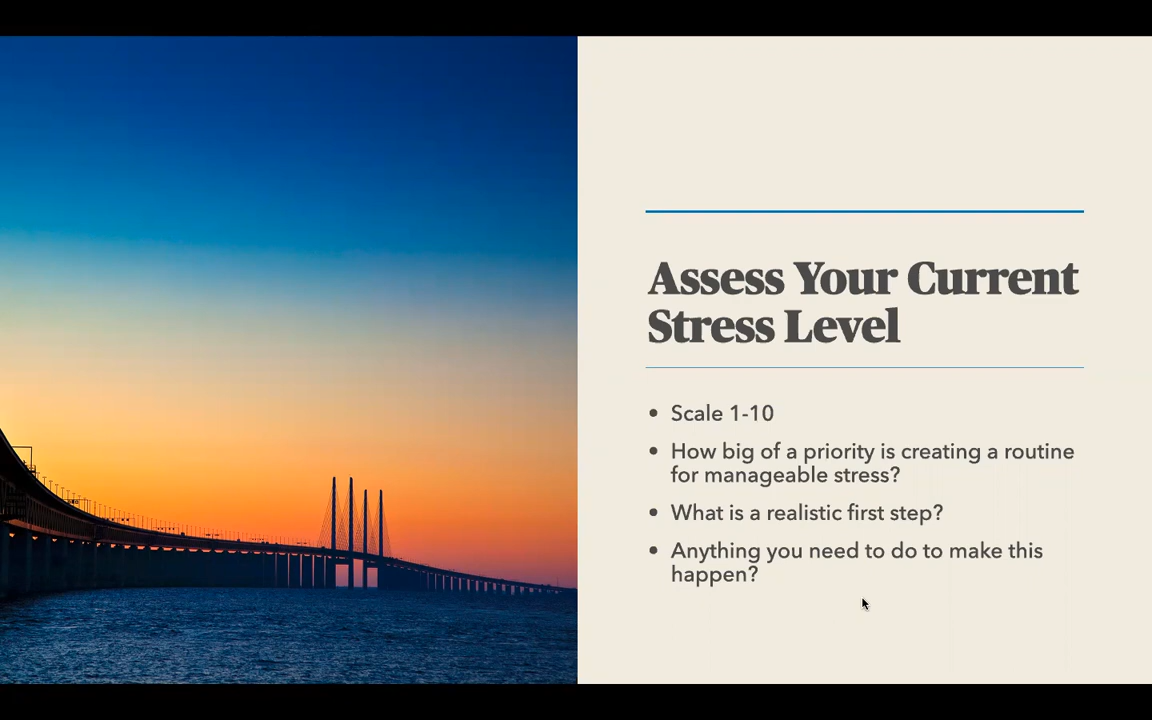 Assess Your Current
Stress Level
• Scale 1-10
• How big of a priority is creating a routine
for manageable stress?
• What is a realistic first step?
• Anything you need to do to make this
happen?